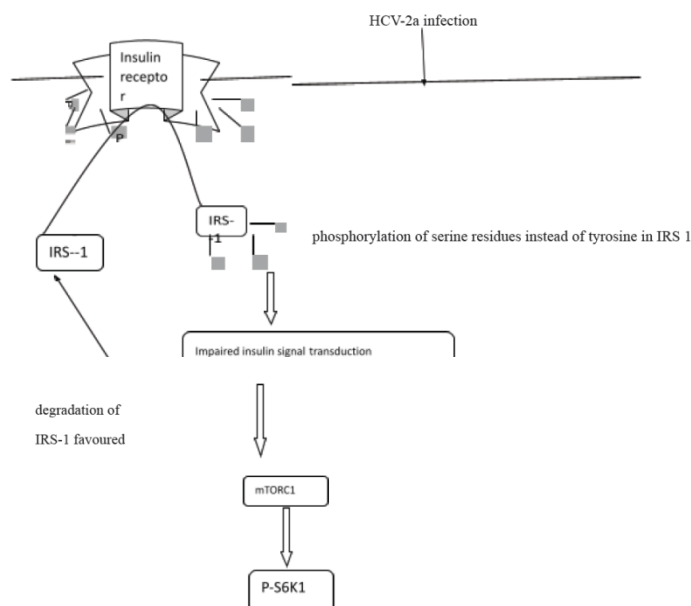 HCV-2a infection
Insulin
recepto
r
P
P
IRS-
-1
phosphorylation of serine residues instead of tyrosine in IRS 1
IRS--1
Impaired insulin signal transduction
degradation of
IRS-1 favoured
mTORC1
P-S6K1